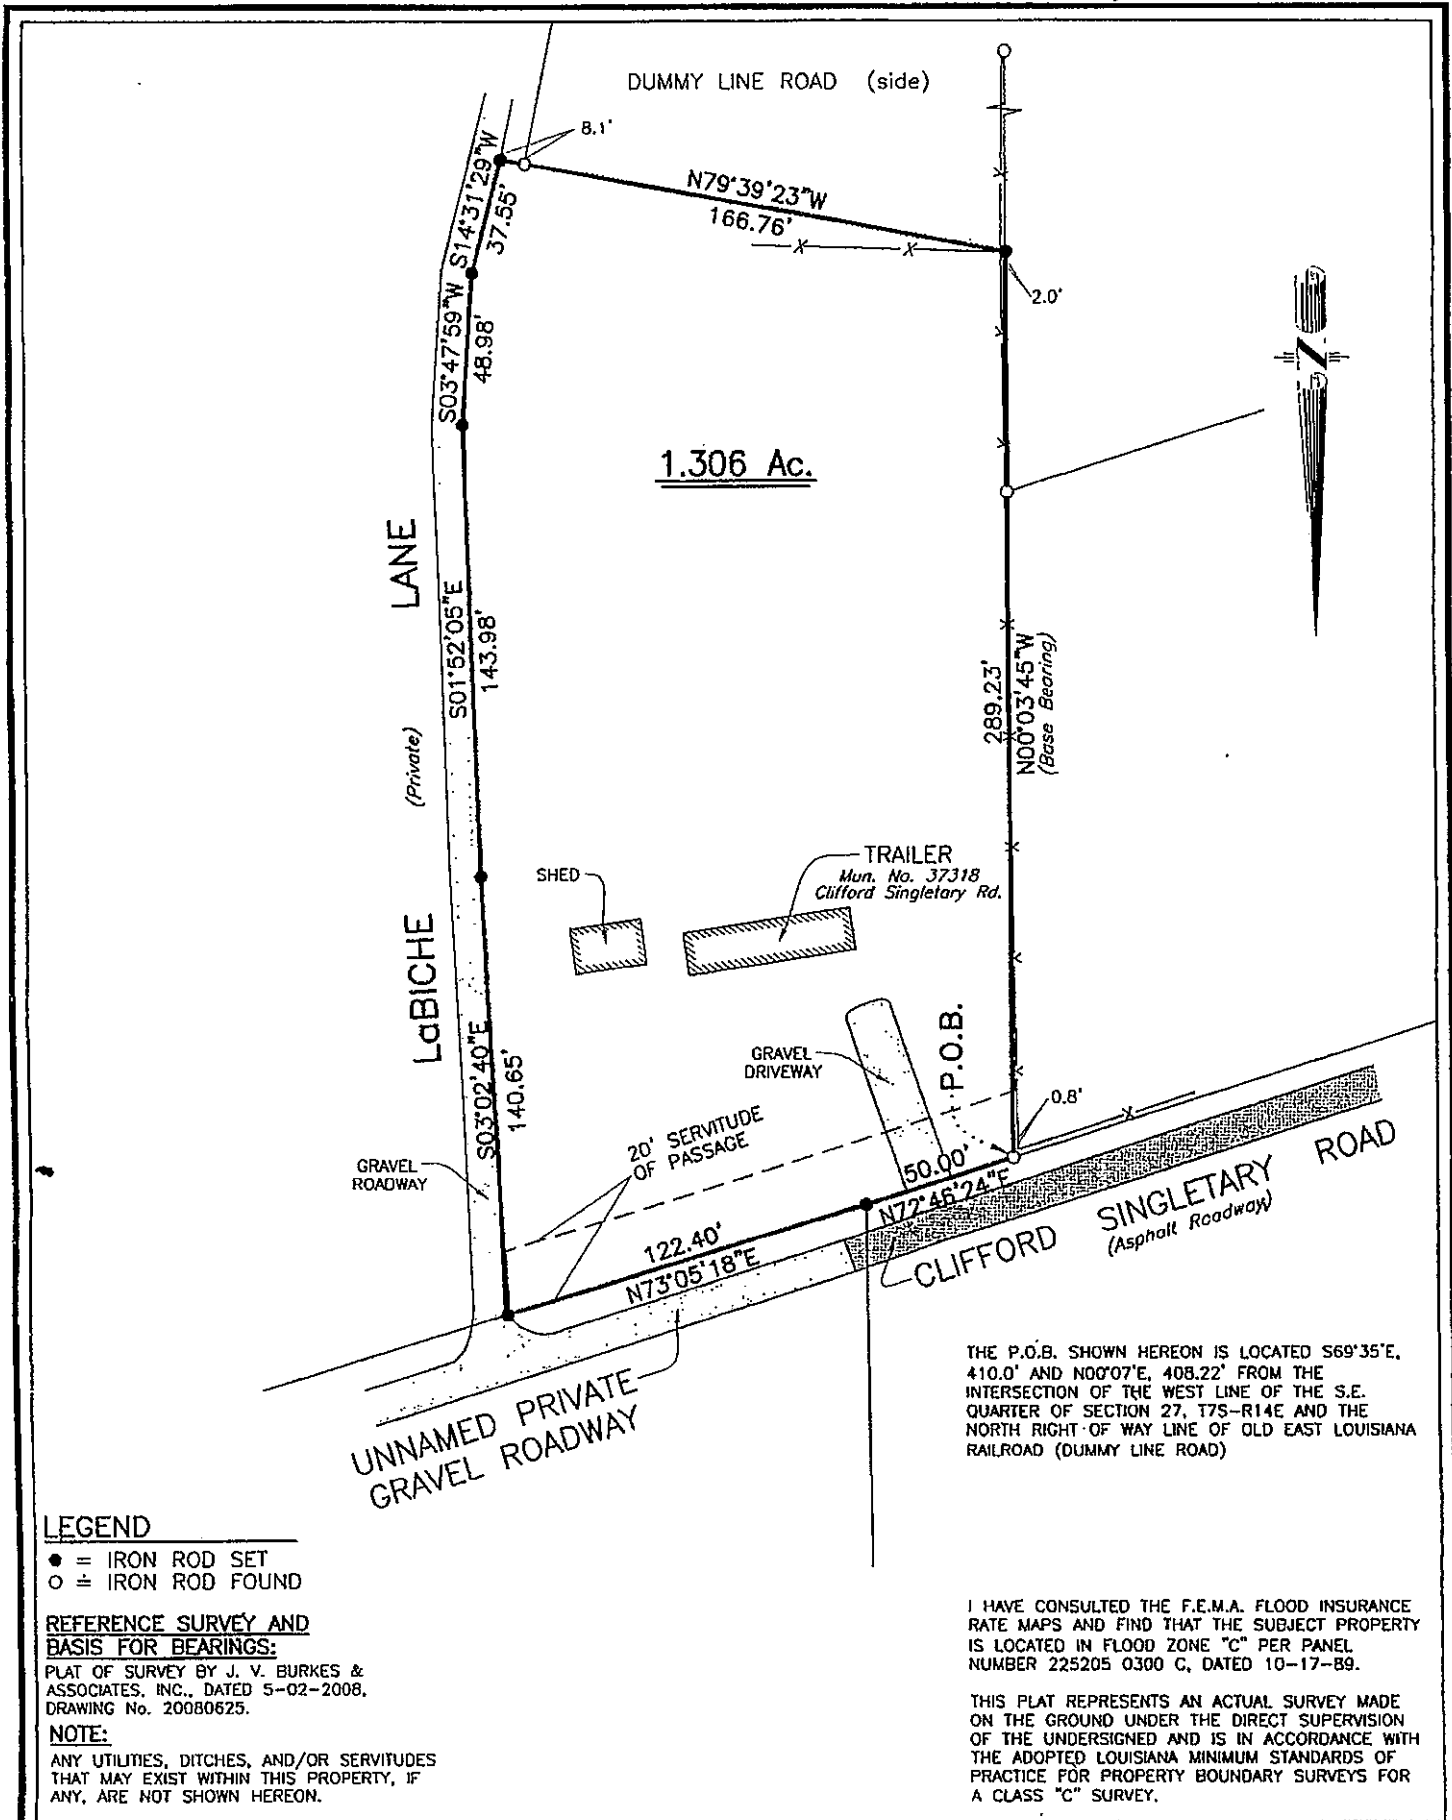 DUMMY LINE ROAD (side)
8.1'
S14°31'29"W
37.55'
N79°39'23"W
166.76'
2.0'
S03°47'59"W
48.98'
1.306 Ac.
LaBICHE LANE
(Private)
S01°52'05"E
143.98'
289.23'
N00°03'45"W
(Base Bearing)
SHED
TRAILER
Mun. No. 37318
Clifford Singletary Rd.
S03°02'40"E
140.65'
GRAVEL
DRIVEWAY
P.O.B.
0.8'
20' SERVITUDE
OF PASSAGE
GRAVEL
ROADWAY
50.00'
N72°46'24"E
122.40'
N73°05'18"E
CLIFFORD SINGLETARY ROAD
(Asphalt Roadway)
UNNAMED PRIVATE
GRAVEL ROADWAY
THE P.O.B. SHOWN HEREON IS LOCATED S69°35'E,
410.0' AND N00°07'E, 408.22' FROM THE
INTERSECTION OF THE WEST LINE OF THE S.E.
QUARTER OF SECTION 27, T7S-R14E AND THE
NORTH RIGHT OF WAY LINE OF OLD EAST LOUISIANA
RAILROAD (DUMMY LINE ROAD)
LEGEND
● = IRON ROD SET
○ = IRON ROD FOUND
REFERENCE SURVEY AND
BASIS FOR BEARINGS:
PLAT OF SURVEY BY J. V. BURKES &
ASSOCIATES, INC., DATED 5-02-2008,
DRAWING No. 20080625.
NOTE:
ANY UTILITIES, DITCHES, AND/OR SERVITUDES
THAT MAY EXIST WITHIN THIS PROPERTY, IF
ANY, ARE NOT SHOWN HEREON.
I HAVE CONSULTED THE F.E.M.A. FLOOD INSURANCE
RATE MAPS AND FIND THAT THE SUBJECT PROPERTY
IS LOCATED IN FLOOD ZONE "C" PER PANEL
NUMBER 225205 0300 C, DATED 10-17-89.
THIS PLAT REPRESENTS AN ACTUAL SURVEY MADE
ON THE GROUND UNDER THE DIRECT SUPERVISION
OF THE UNDERSIGNED AND IS IN ACCORDANCE WITH
THE ADOPTED LOUISIANA MINIMUM STANDARDS OF
PRACTICE FOR PROPERTY BOUNDARY SURVEYS FOR
A CLASS "C" SURVEY.